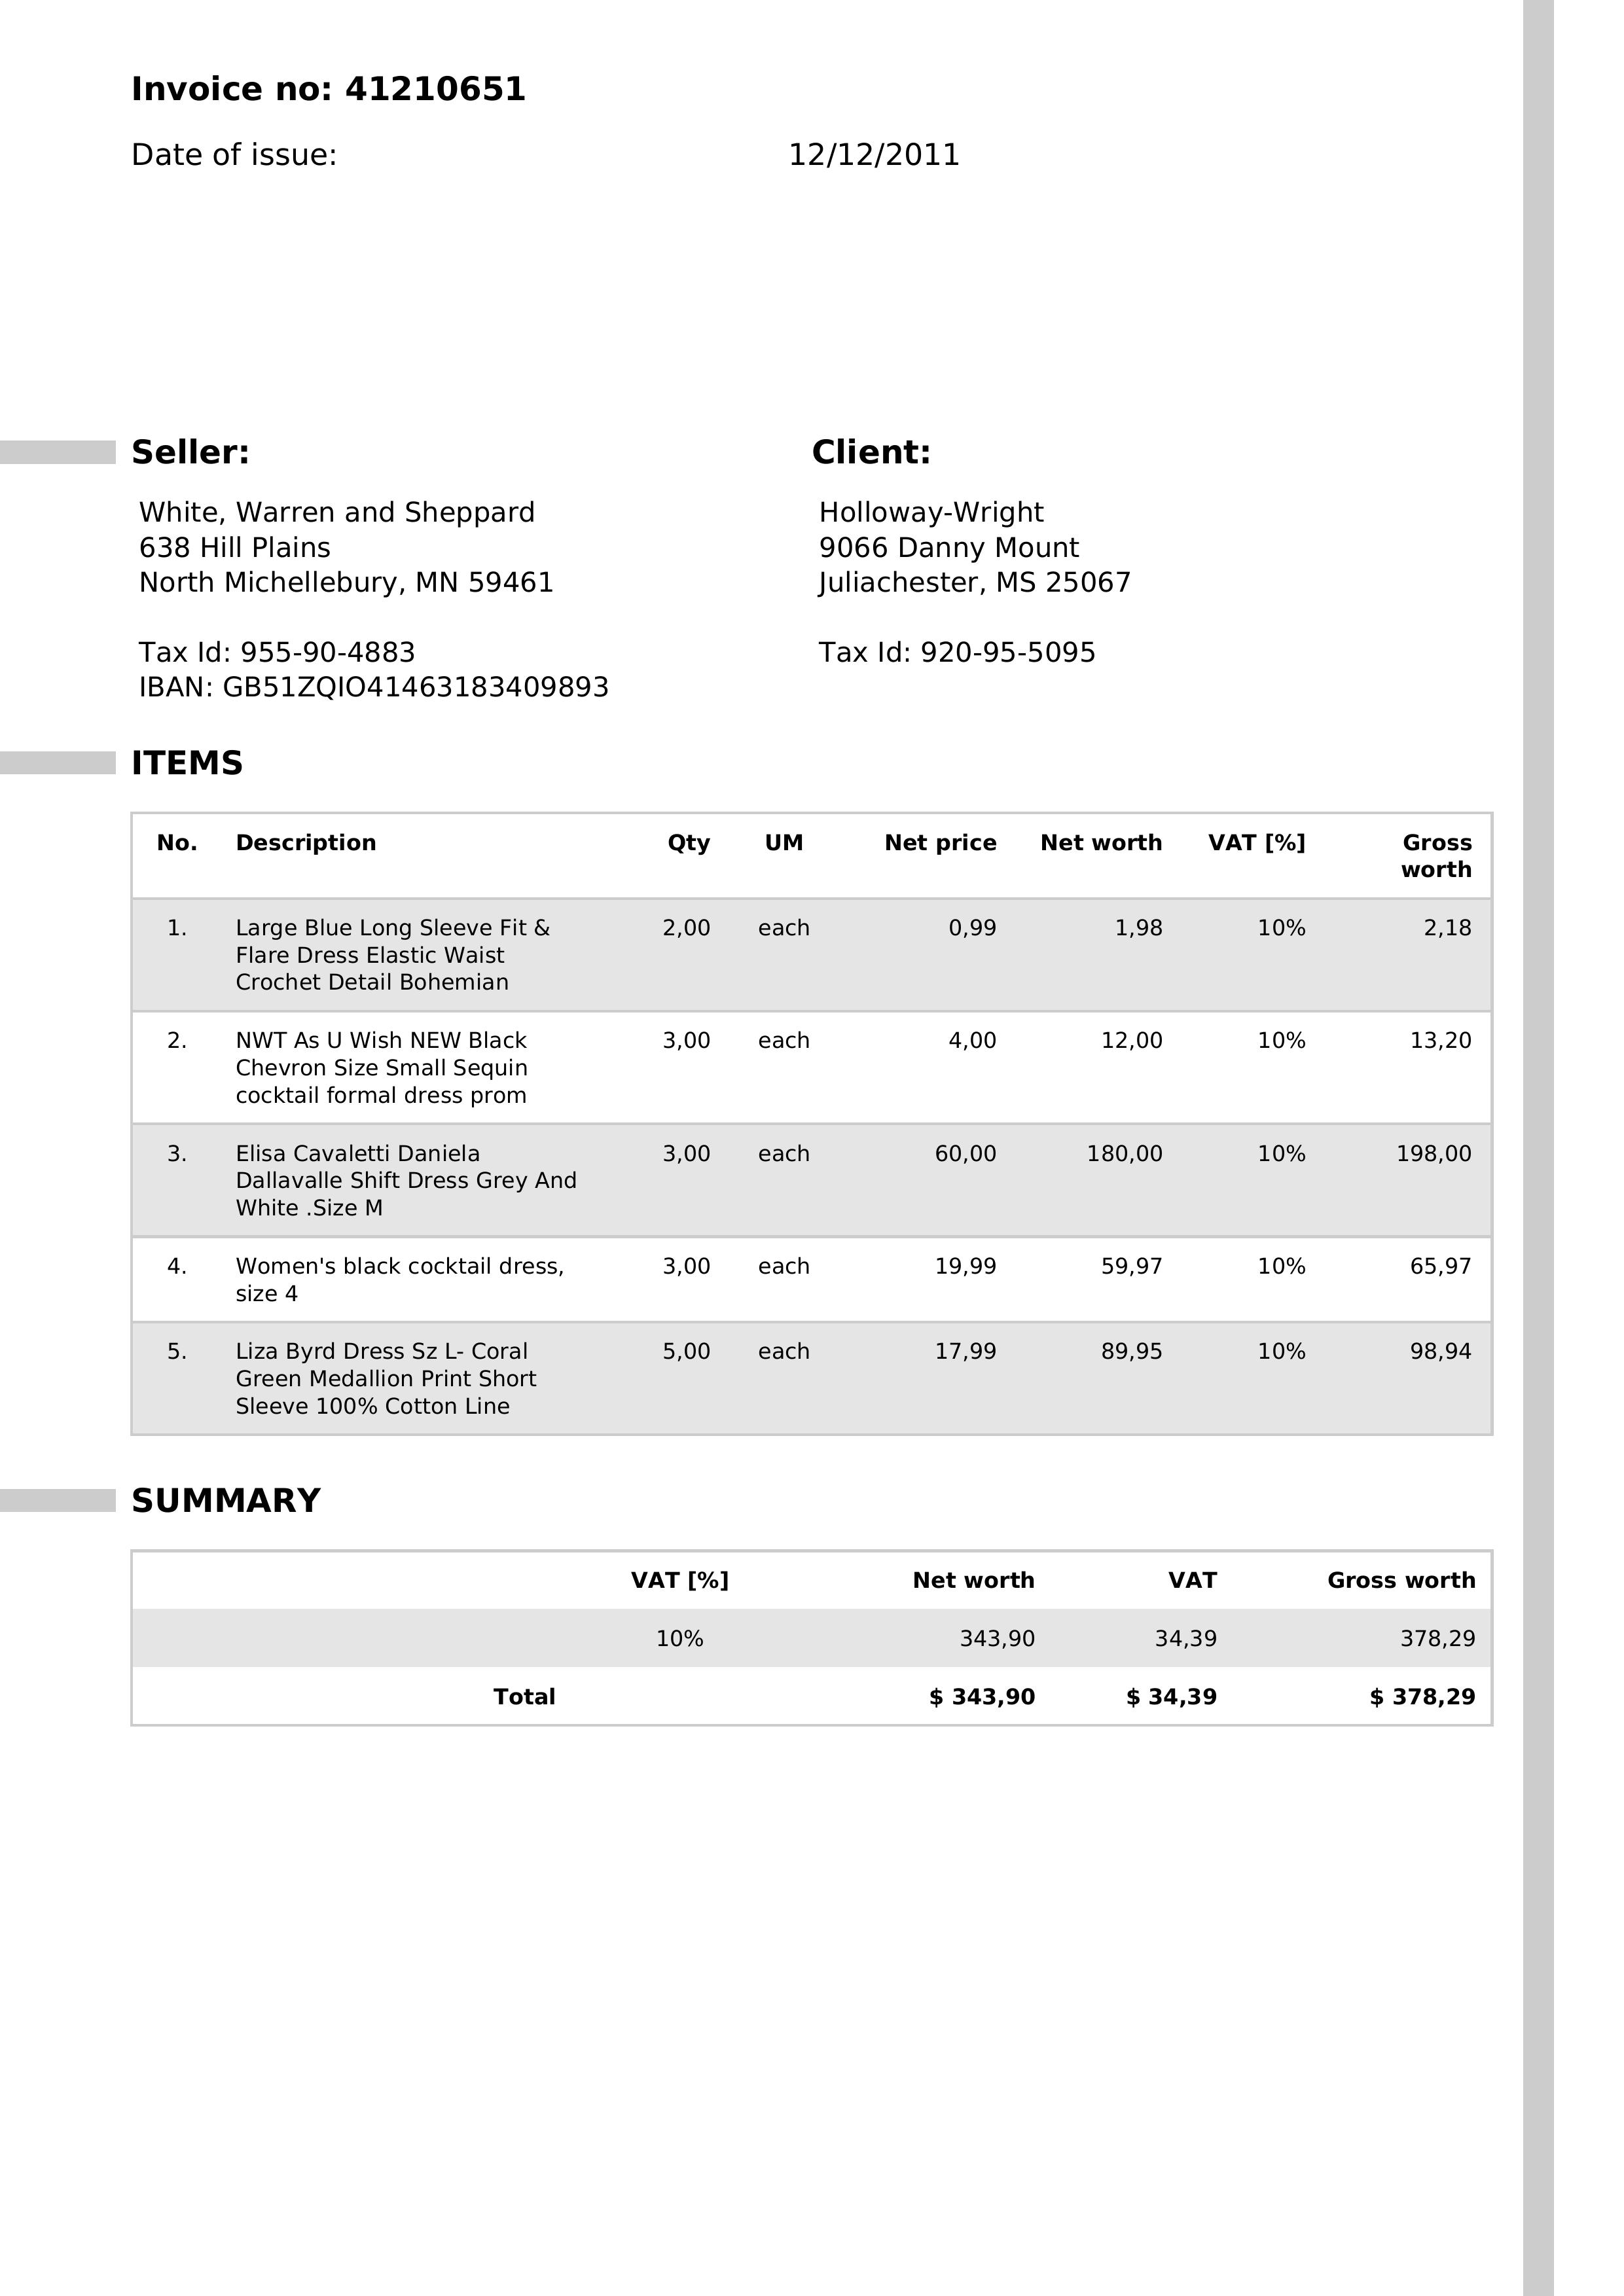 Invoice no: 41210651
Date of issue: 12/12/2011
Seller:
White, Warren and Sheppard
638 Hill Plains
North Michellebury, MN 59461
Tax Id: 955-90-4883
IBAN: GB51ZQIO41463183409893
Client:
Holloway-Wright
9066 Danny Mount
Juliachester, MS 25067
Tax Id: 920-95-5095
ITEMS
No. Description Qty UM Net price Net worth VAT [%] Gross
worth
1. Large Blue Long Sleeve Fit & 2,00 each 0,99 1,98 10% 2,18
Flare Dress Elastic Waist
Crochet Detail Bohemian
2. NWT As U Wish NEW Black 3,00 each 4,00 12,00 10% 13,20
Chevron Size Small Sequin
cocktail formal dress prom
3. Elisa Cavaletti Daniela 3,00 each 60,00 180,00 10% 198,00
Dallavalle Shift Dress Grey And
White .Size M
4. Women's black cocktail dress, 3,00 each 19,99 59,97 10% 65,97
size 4
5. Liza Byrd Dress Sz L- Coral 5,00 each 17,99 89,95 10% 98,94
Green Medallion Print Short
Sleeve 100% Cotton Line
SUMMARY
VAT [%] Net worth VAT Gross worth
10% 343,90 34,39 378,29
Total $ 343,90 $ 34,39 $ 378,29